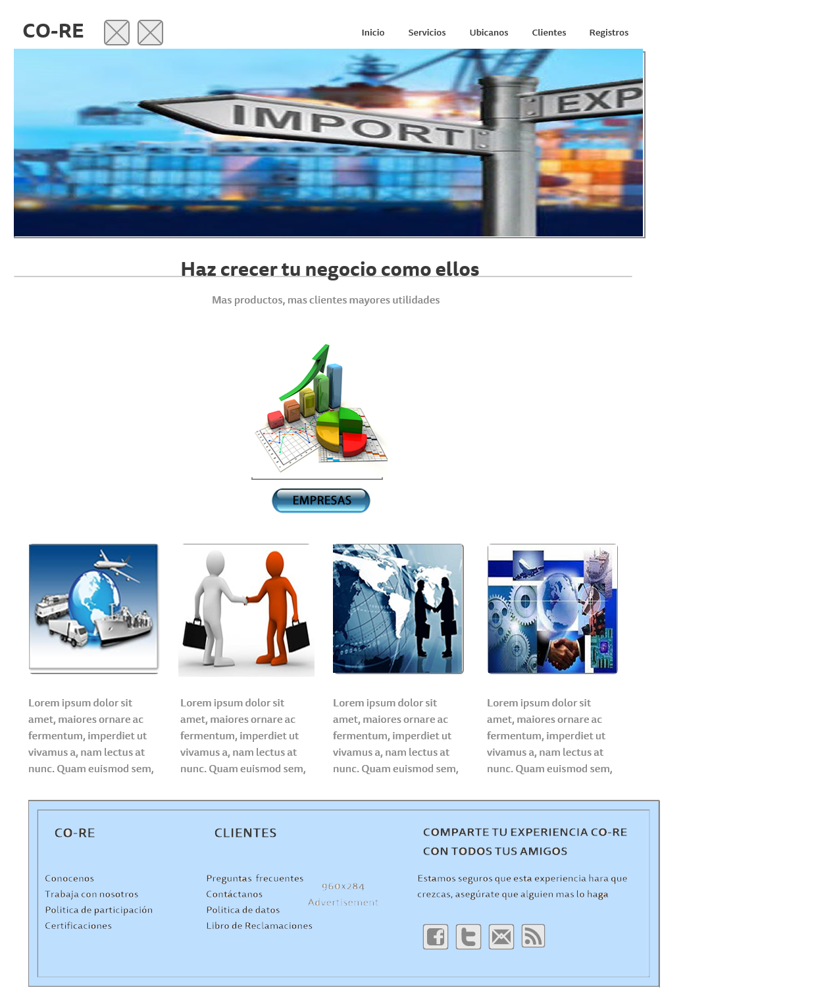 CO-RE
Inicio Servicios Ubicanos Clientes Registros
IMPORT
EXP
Haz crecer tu negocio como ellos
Mas productos, mas clientes mayores utilidades
EMPRESAS
Lorem ipsum dolor sit
amet, maiores ornare ac
fermentum, imperdiet ut
vivamus a, nam lectus at
nunc. Quam euismod sem,
Lorem ipsum dolor sit
amet, maiores ornare ac
fermentum, imperdiet ut
vivamus a, nam lectus at
nunc. Quam euismod sem,
Lorem ipsum dolor sit
amet, maiores ornare ac
fermentum, imperdiet ut
vivamus a, nam lectus at
nunc. Quam euismod sem,
Lorem ipsum dolor sit
amet, maiores ornare ac
fermentum, imperdiet ut
vivamus a, nam lectus at
nunc. Quam euismod sem,
CO-RE
Conocenos
Trabaja con nosotros
Politica de participación
Certificaciones
CLIENTES
Preguntas frecuentes
Contáctanos
Politica de datos
Libro de Reclamaciones
960x284
Advertisement
COMPARTE TU EXPERIENCIA CO-RE
CON TODOS TUS AMIGOS
Estamos seguros que esta experiencia hara que
crezcas, asegúrate que alguien mas lo haga